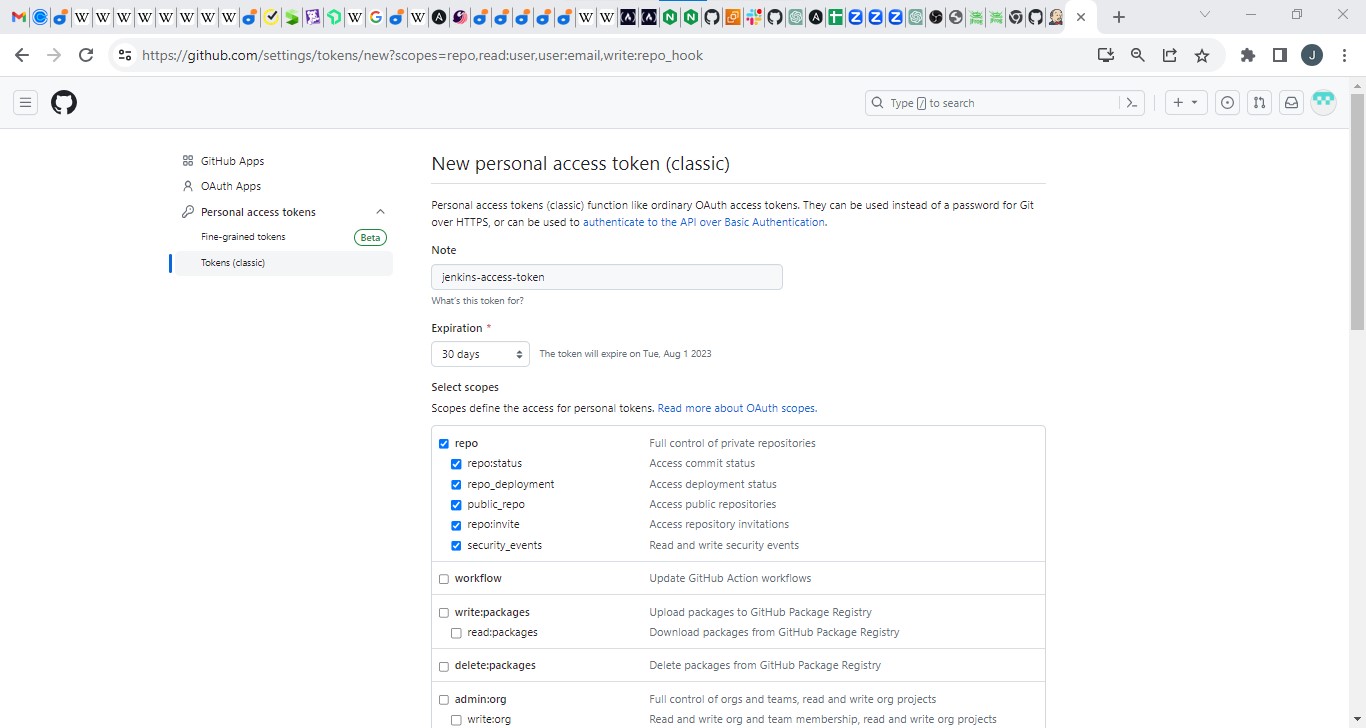 https://github.com/settings/tokens/new?scopes=repo,read:user,user:email,write:repo_hook
J
Type / to search
GitHub Apps
OAuth Apps
Personal access tokens
Fine-grained tokens Beta
Tokens (classic)
New personal access token (classic)
Personal access tokens (classic) function like ordinary OAuth access tokens. They can be used instead of a password for Git
over HTTPS, or can be used to authenticate to the API over Basic Authentication.
Note
jenkins-access-token
What's this token for?
Expiration *
30 days The token will expire on Tue, Aug 1 2023
Select scopes
Scopes define the access for personal tokens. Read more about OAuth scopes.
repo Full control of private repositories
repo:status Access commit status
repo_deployment Access deployment status
public_repo Access public repositories
repo:invite Access repository invitations
security_events Read and write security events
workflow Update GitHub Action workflows
write:packages Upload packages to GitHub Package Registry
read:packages Download packages from GitHub Package Registry
delete:packages Delete packages from GitHub Package Registry
admin:org Full control of orgs and teams, read and write org projects
write:org Read and write org and team membership, read and write org projects